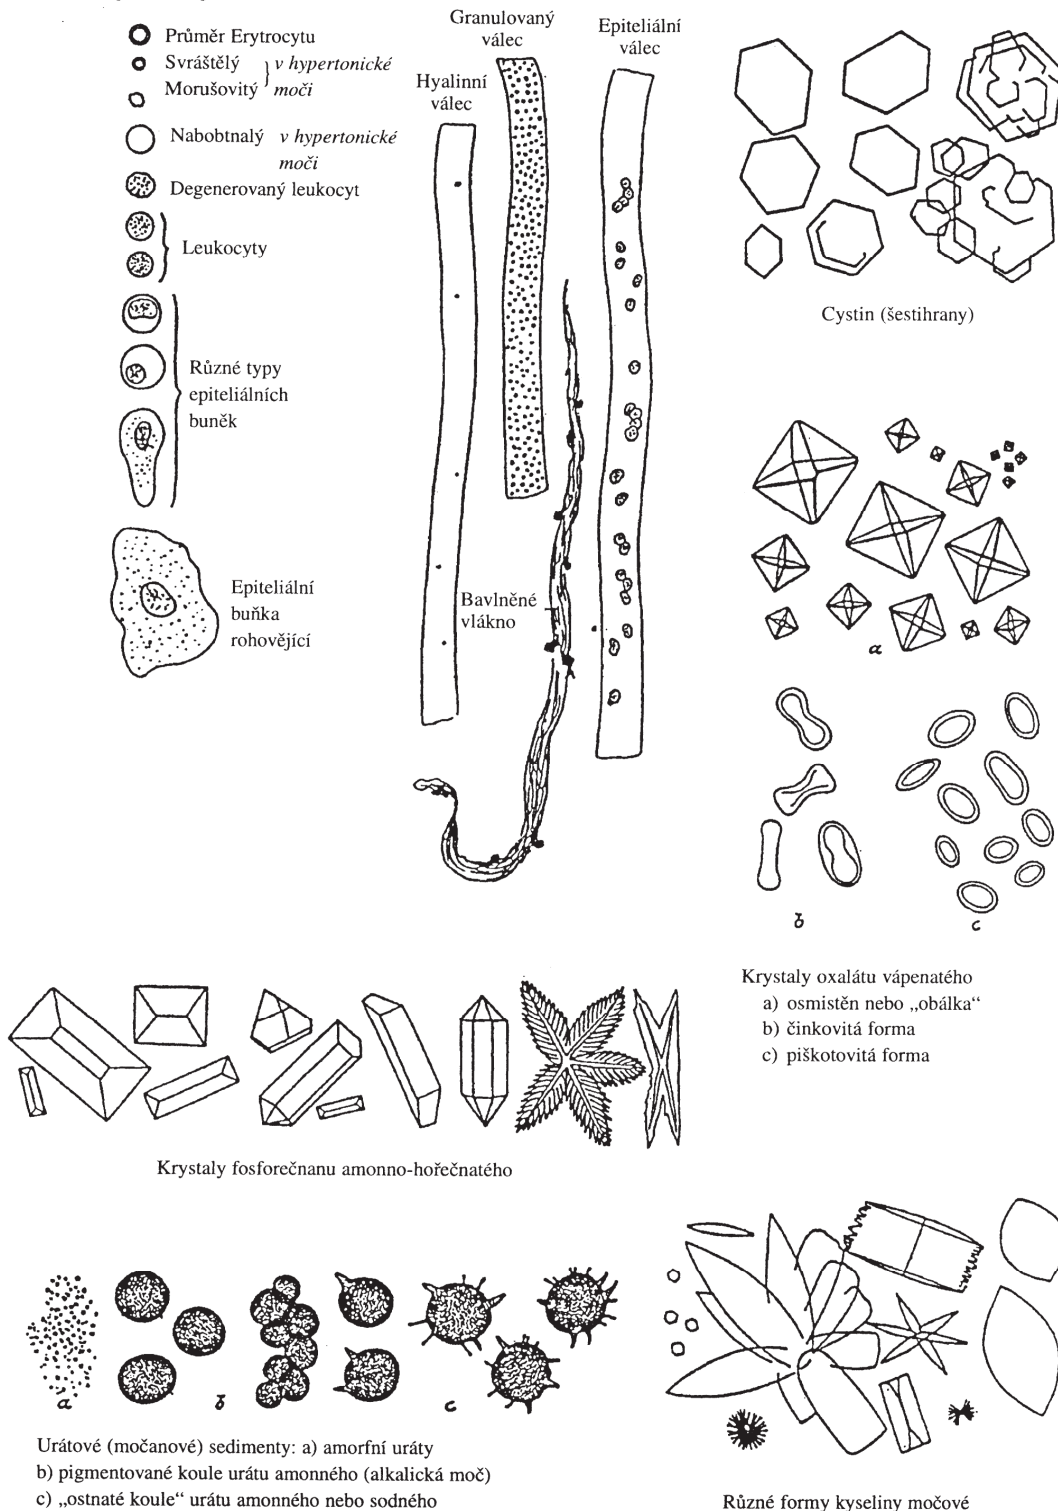 Průměr Erytrocytu
Svráštělý
Morušovitý
v hypertonické
moči
Nabobtnalý v hypertonické
moči
Degenerovaný leukocyt
Leukocyty
Různé typy
epiteliálních
buněk
Epiteliální
buňka
rohovějící
Hyalinní
válec
Granulovaný
válec
Epiteliální
válec
Bavlněné
vlákno
Cystin (šestihrany)
a
b
c
Krystaly oxalátu vápenatého
a) osmistěn nebo „obálka“
b) činkovitá forma
c) piškotovitá forma
Krystaly fosforečnanu amonno-hořečnatého
a
b
c
Urátové (močanové) sedimenty: a) amorfní uráty
b) pigmentované koule urátu amonného (alkalická moč)
c) „ostnaté koule“ urátu amonného nebo sodného
Různé formy kyseliny močové